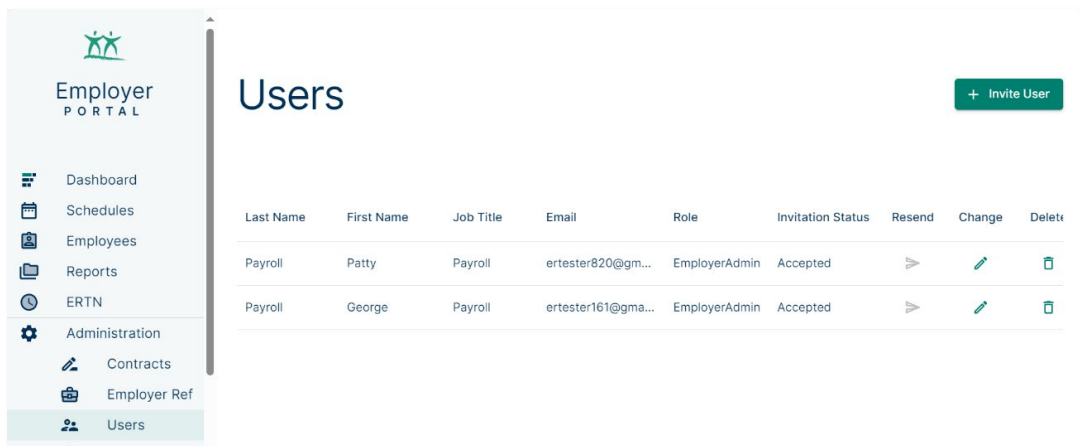 Employer
PORTAL
Dashboard
Schedules
Employees
Reports
ERTN
Administration
Contracts
Employer Ref
Users
Users
+ Invite User
Last Name First Name Job Title Email Role Invitation Status Resend Change Delete
Payroll Patty Payroll ertester820@gm... EmployerAdmin Accepted
Payroll George Payroll ertester161@gma... EmployerAdmin Accepted